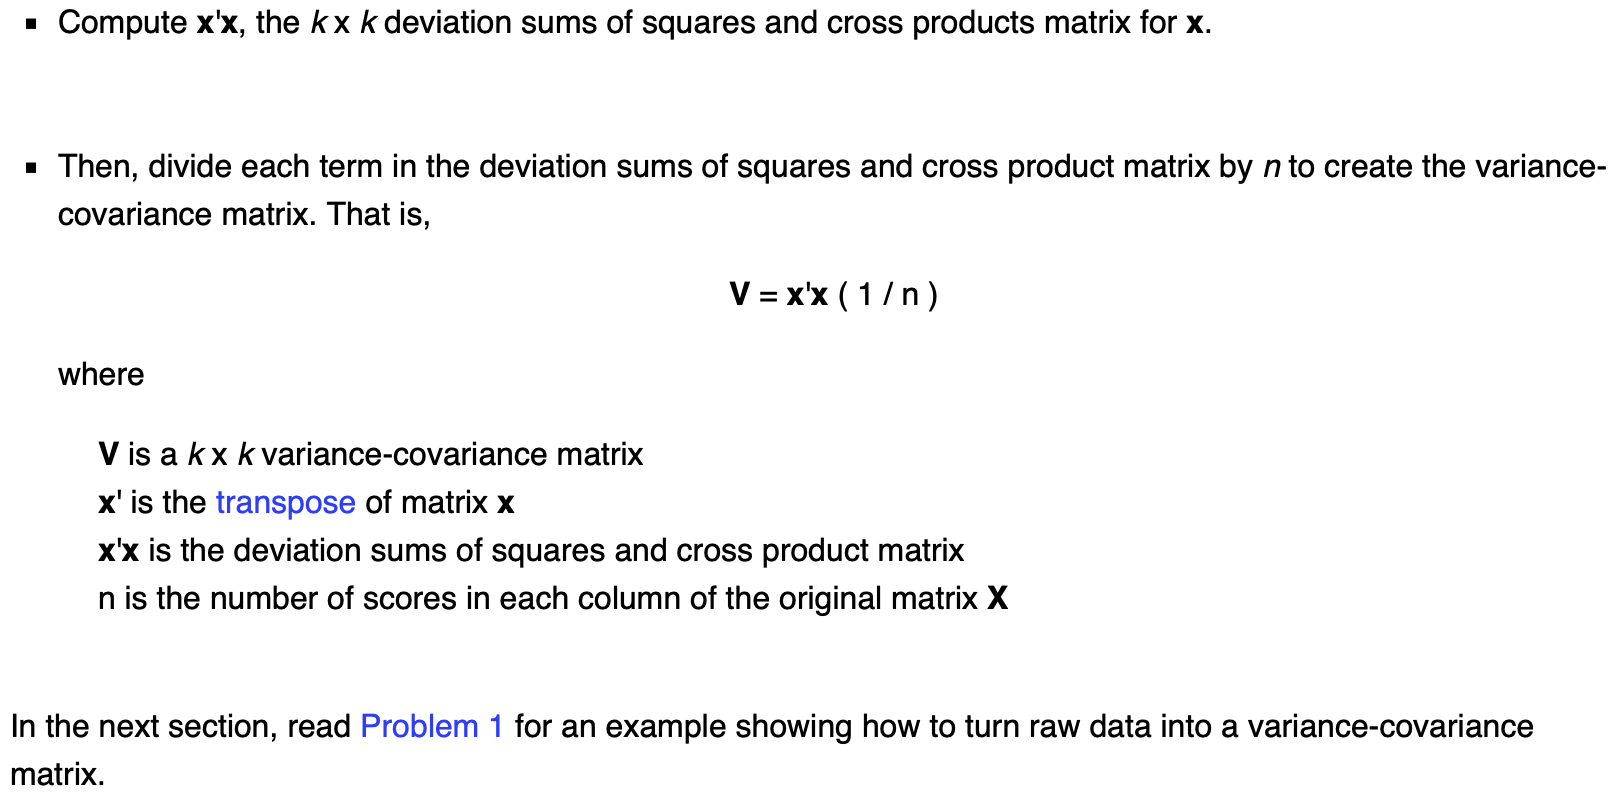 ▪ Compute x'x, the k x k deviation sums of squares and cross products matrix for x.
▪ Then, divide each term in the deviation sums of squares and cross product matrix by n to create the variance-
covariance matrix. That is,
V = x'x ( 1 / n )
where
V is a k x k variance-covariance matrix
x' is the transpose of matrix x
x'x is the deviation sums of squares and cross product matrix
n is the number of scores in each column of the original matrix X
In the next section, read Problem 1 for an example showing how to turn raw data into a variance-covariance
matrix.